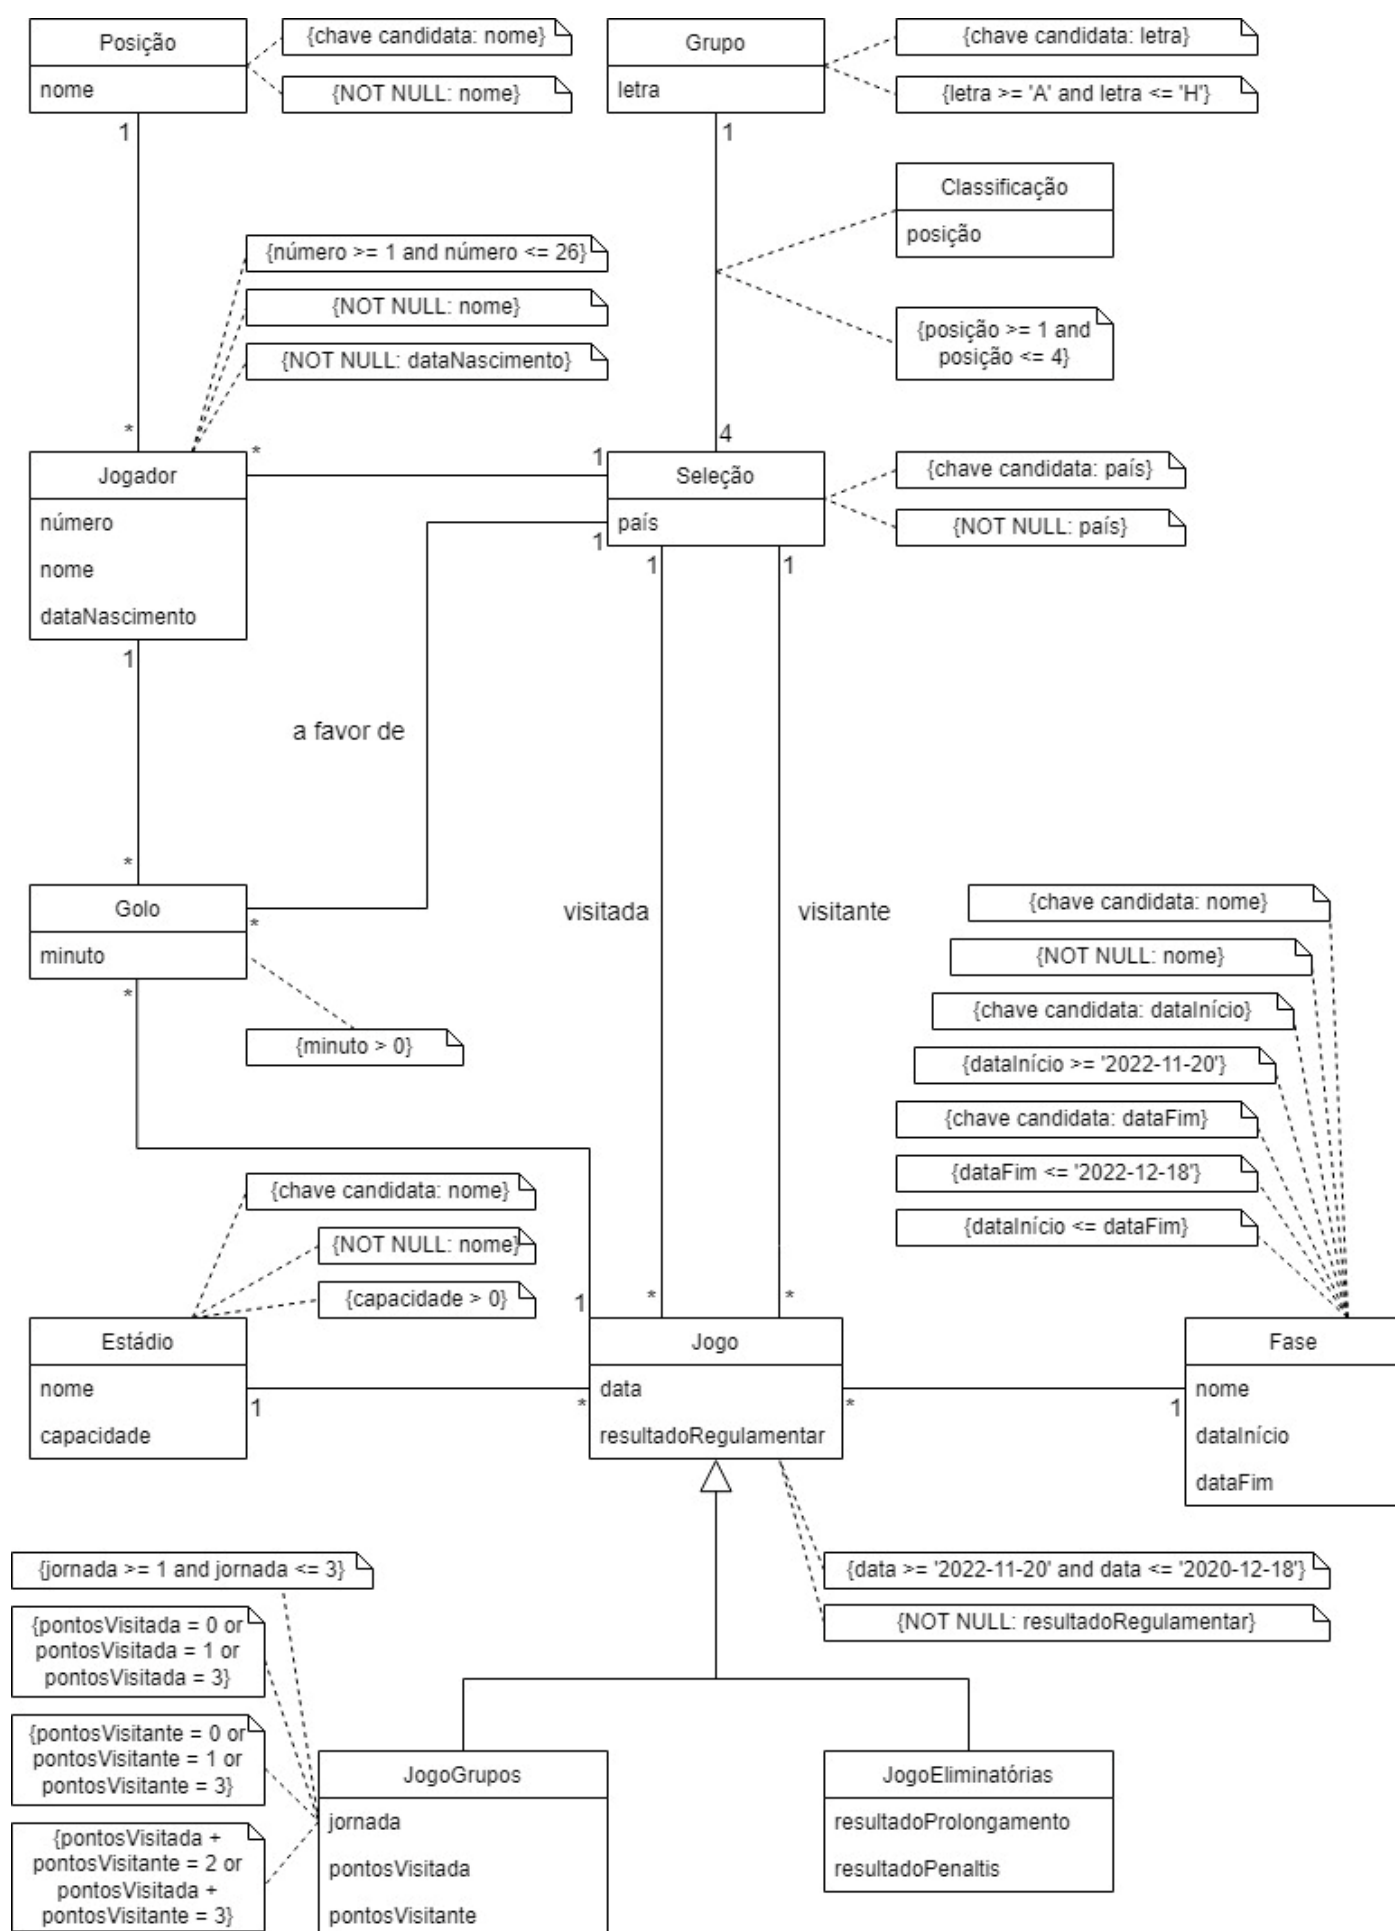 Posição
nome
{chave candidata: nome}
{NOT NULL: nome}
Grupo
letra
{chave candidata: letra}
{letra >= 'A' and letra <= 'H'}
1
1
Classificação
posição
{posição >= 1 and
posição <= 4}
{número >= 1 and número <= 26}
{NOT NULL: nome}
{NOT NULL: dataNascimento}
*
4
Jogador
número
nome
dataNascimento
*
1
Seleção
país
{chave candidata: país}
{NOT NULL: país}
1
1
1
1
a favor de
*
Golo
minuto
*
*
{minuto > 0}
visitada
visitante
{chave candidata: nome}
{NOT NULL: nome}
{chave candidata: dataInício}
{dataInício >= '2022-11-20'}
{chave candidata: dataFim}
{dataFim <= '2022-12-18'}
{dataInício <= dataFim}
{chave candidata: nome}
{NOT NULL: nome}
{capacidade > 0}
1
*
*
Estádio
nome
capacidade
1
*
Jogo
data
resultadoRegulamentar
*
1
Fase
nome
dataInício
dataFim
{data >= '2022-11-20' and data <= '2020-12-18'}
{NOT NULL: resultadoRegulamentar}
{jornada >= 1 and jornada <= 3}
{pontosVisitada = 0 or
pontosVisitada = 1 or
pontosVisitada = 3}
{pontosVisitante = 0 or
pontosVisitante = 1 or
pontosVisitante = 3}
{pontosVisitada +
pontosVisitante = 2 or
pontosVisitada +
pontosVisitante = 3}
JogoGrupos
jornada
pontosVisitada
pontosVisitante
JogoEliminatórias
resultadoProlongamento
resultadoPenaltis